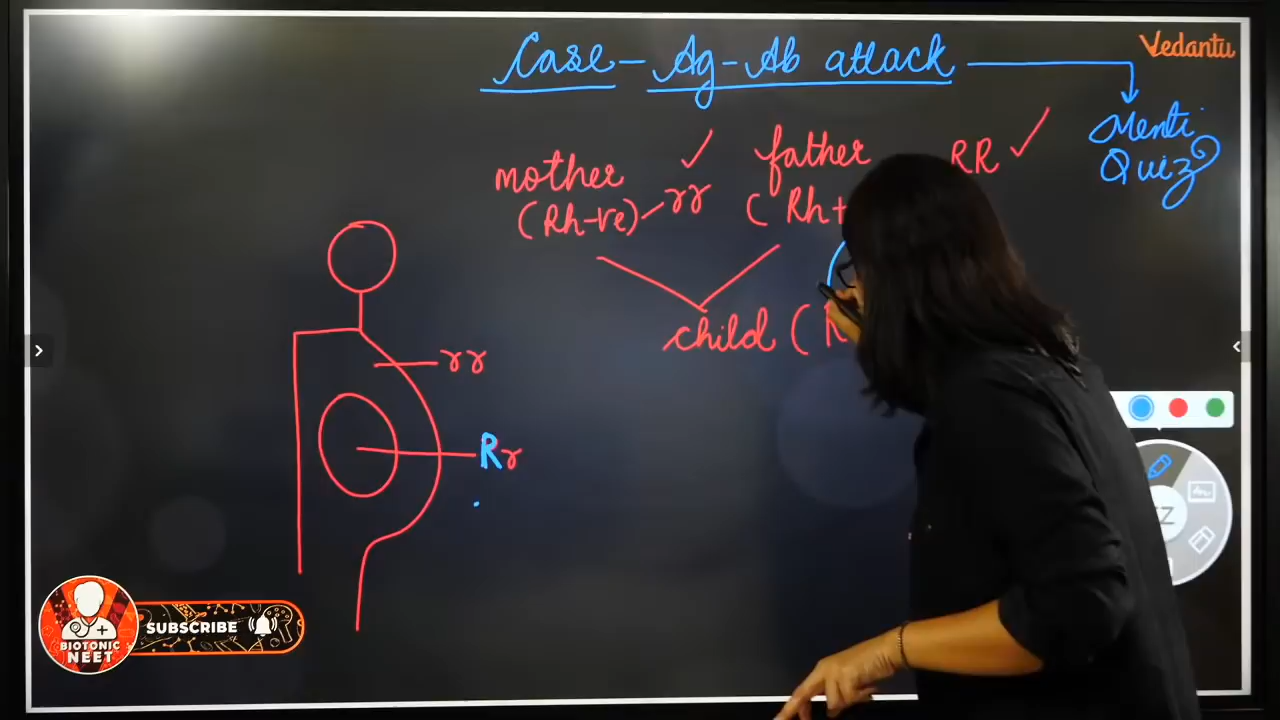 Case - Ag - Ab attack
Vedantu
Menti
Quiz?
mother
(Rh-ve) - rr
father
(Rh+
RR
child (
rr
Rr
SUBSCRIBE
BIOTONIC
NEET